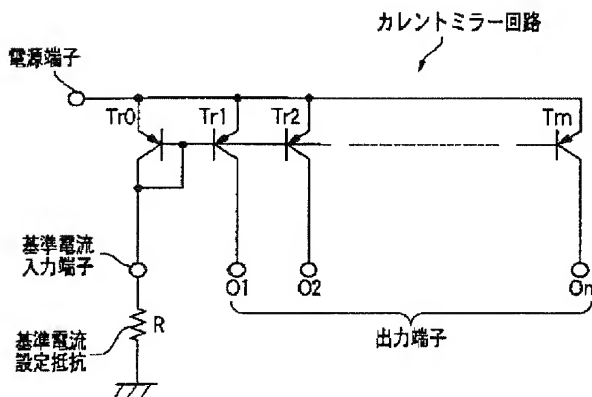 カレントミラー回路
電源端子
Tr0
Tr1
Tr2
Trn
基準電流
入力端子
O1
O2
On
R
基準電流
設定抵抗
出力端子